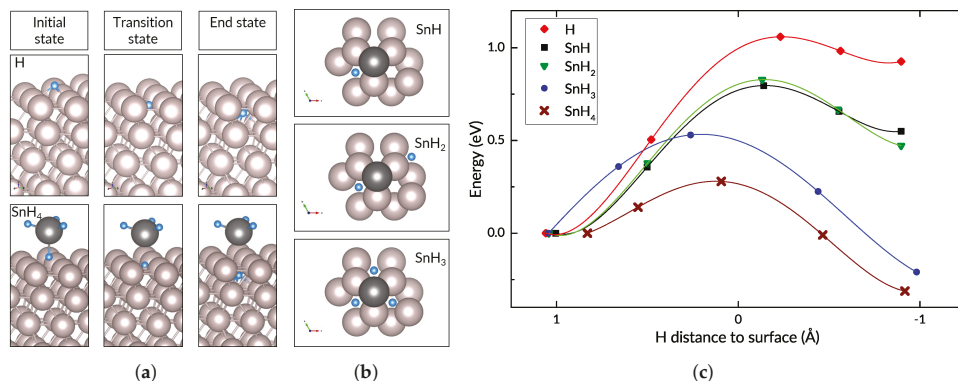 Initial
state
Transition
state
End state
H
SnH₄
(a)
SnH
SnH₂
SnH₃
(b)
H
SnH
SnH₂
SnH₃
SnH₄
Energy (eV)
1.0
0.5
0.0
1
0
-1
H distance to surface (Å)
(c)